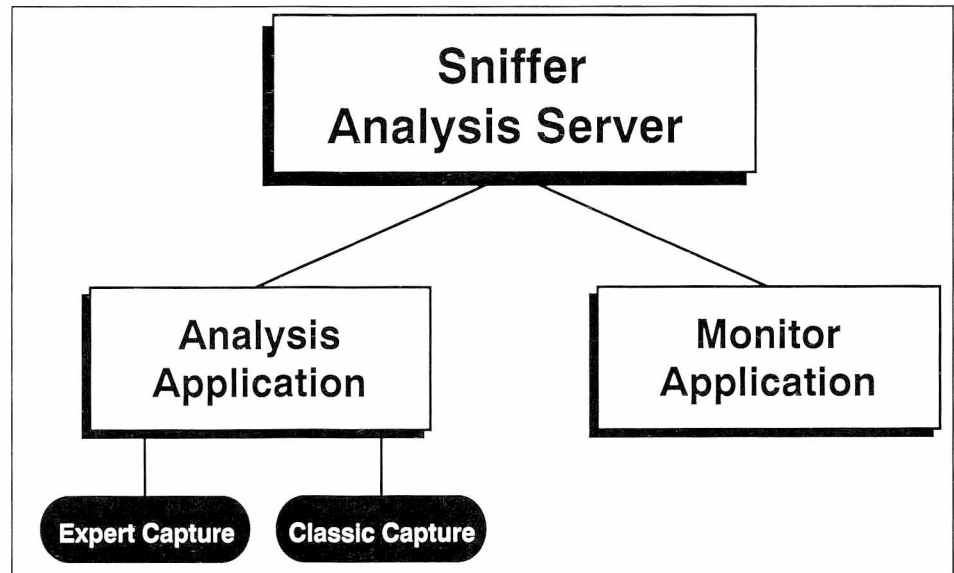 Sniffer
Analysis Server
Analysis
Application
Monitor
Application
Expert Capture
Classic Capture